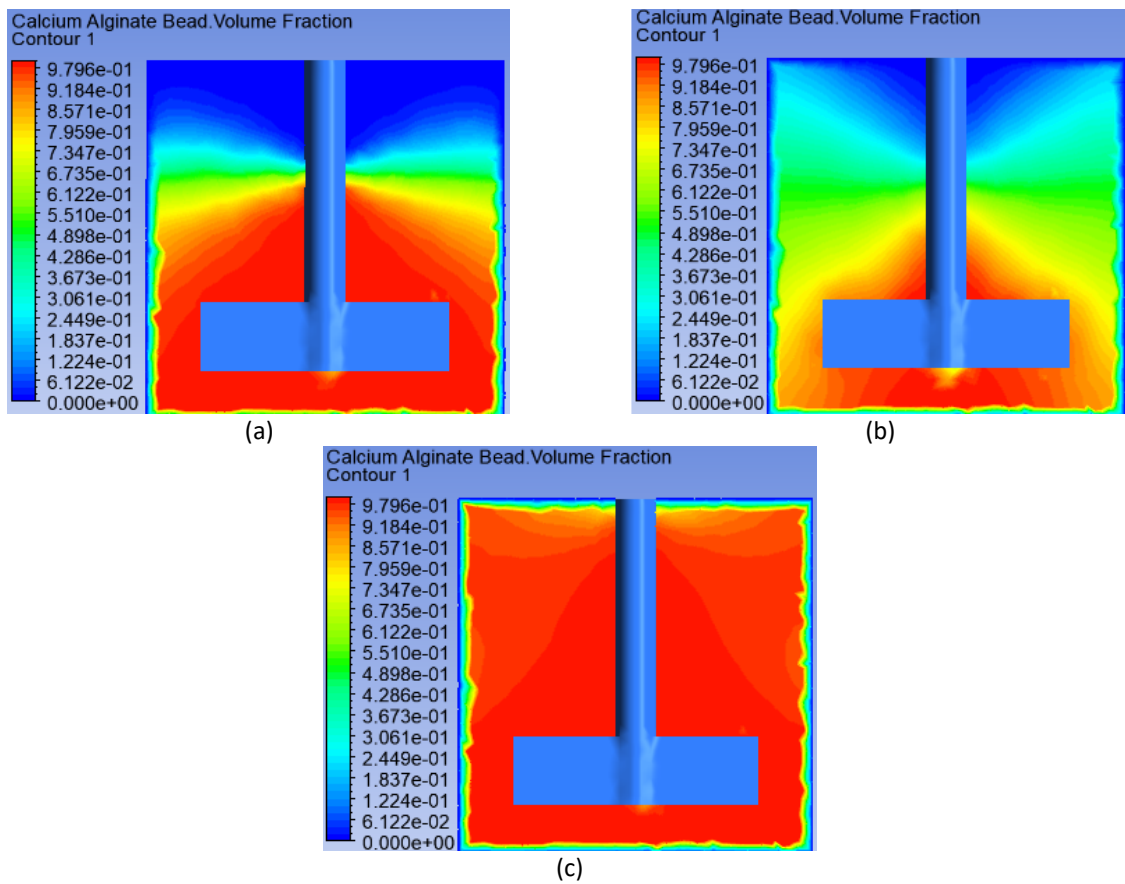 Calcium Alginate Bead.Volume Fraction
Contour 1
9.796e-01
9.184e-01
8.571e-01
7.959e-01
7.347e-01
6.735e-01
6.122e-01
5.510e-01
4.898e-01
4.286e-01
3.673e-01
3.061e-01
2.449e-01
1.837e-01
1.224e-01
6.122e-02
0.000e+00
(a)
Calcium Alginate Bead.Volume Fraction
Contour 1
9.796e-01
9.184e-01
8.571e-01
7.959e-01
7.347e-01
6.735e-01
6.122e-01
5.510e-01
4.898e-01
4.286e-01
3.673e-01
3.061e-01
2.449e-01
1.837e-01
1.224e-01
6.122e-02
0.000e+00
(b)
Calcium Alginate Bead.Volume Fraction
Contour 1
9.796e-01
9.184e-01
8.571e-01
7.959e-01
7.347e-01
6.735e-01
6.122e-01
5.510e-01
4.898e-01
4.286e-01
3.673e-01
3.061e-01
2.449e-01
1.837e-01
1.224e-01
6.122e-02
0.000e+00
(c)